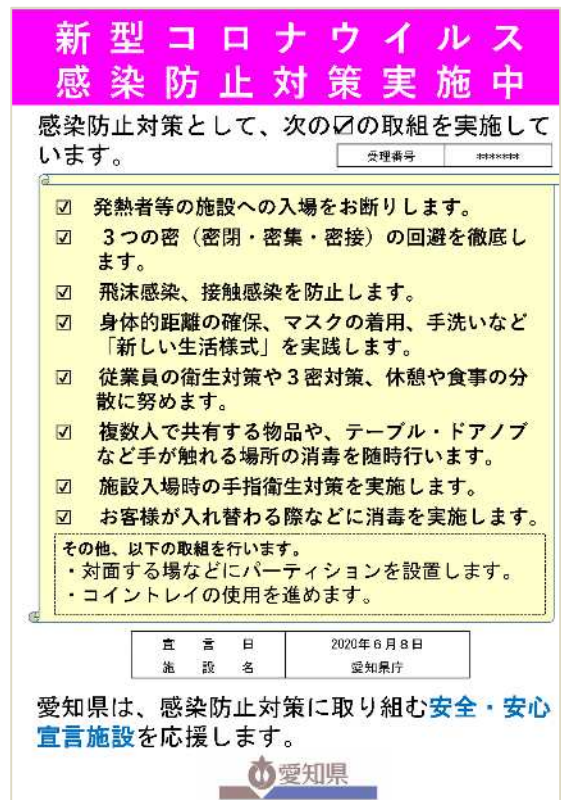 新型コロナウイルス
感染防止対策実施中
感染防止対策として、次の☑の取組を実施して
います。
受理番号 *******
☑ 発熱者等の施設への入場をお断りします。
☑ 3つの密(密閉・密集・密接)の回避を徹底し
ます。
☑ 飛沫感染、接触感染を防止します。
☑ 身体的距離の確保、マスクの着用、手洗いなど
「新しい生活様式」を実践します。
☑ 従業員の衛生対策や3密対策、休憩や食事の分
散に努めます。
☑ 複数人で共有する物品や、テーブル・ドアノブ
など手が触れる場所の消毒を随時行います。
☑ 施設入場時の手指衛生対策を実施します。
☑ お客様が入れ替わる際などに消毒を実施します。
その他、以下の取組を行います。
・対面する場などにパーティションを設置します。
・コイントレイの使用を進めます。
宣言日 2020年6月8日
施設名 愛知県庁
愛知県は、感染防止対策に取り組む安全・安心
宣言施設を応援します。
愛知県